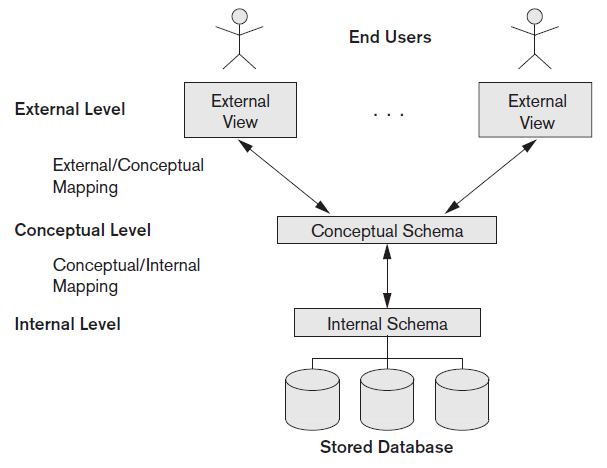 End Users
External Level
External
View
. . .
External
View
External/Conceptual
Mapping
Conceptual Level
Conceptual Schema
Conceptual/Internal
Mapping
Internal Level
Internal Schema
Stored Database